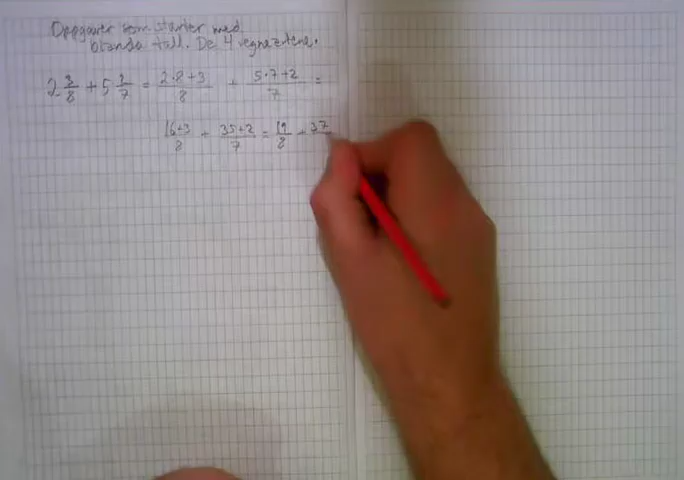 Oppgaver som starter med
blanda tall. De 4 regneartene.
2 3/8 + 5 2/7 = (2·8+3)/8 + (5·7+2)/7 =
(16+3)/8 + (35+2)/7 = 19/8 + 37